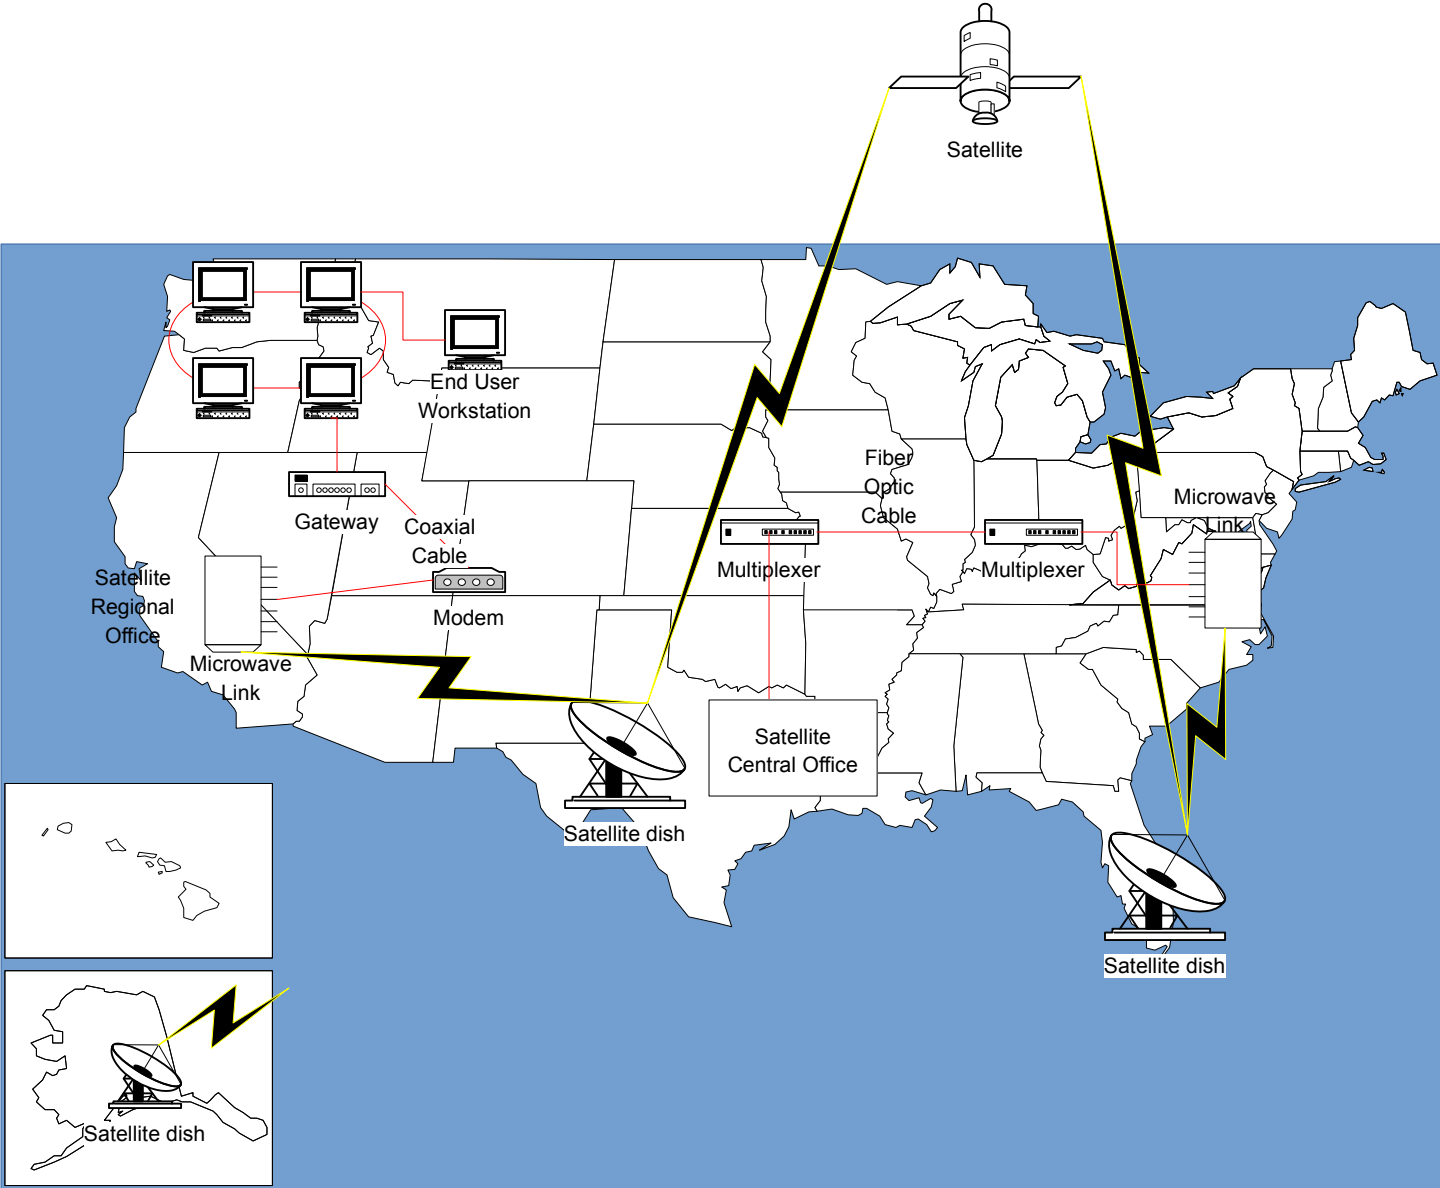 Satellite
End User
Workstation
Fiber
Optic
Cable
Microwave
Link
Gateway
Coaxial
Cable
Multiplexer
Multiplexer
Satellite
Regional
Office
Modem
Microwave
Link
Satellite
Central Office
Satellite dish
Satellite dish
Satellite dish